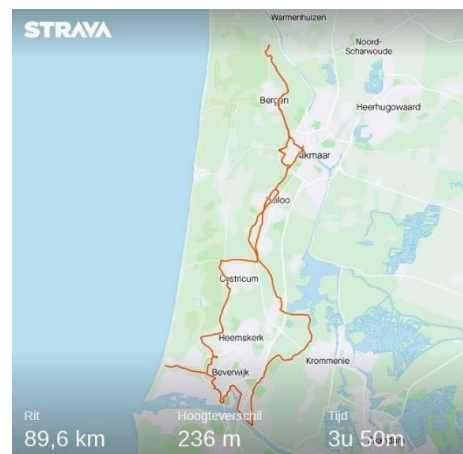 STRAVA
Warmenhuizen
Noord-
Scharwoude
Bergen
Heerhugowaard
Alkmaar
Heiloo
Castricum
Heemskerk
Krommenie
Beverwijk
Rit
Hoogteverschil
Tijd
89,6 km
236 m
3u 50m